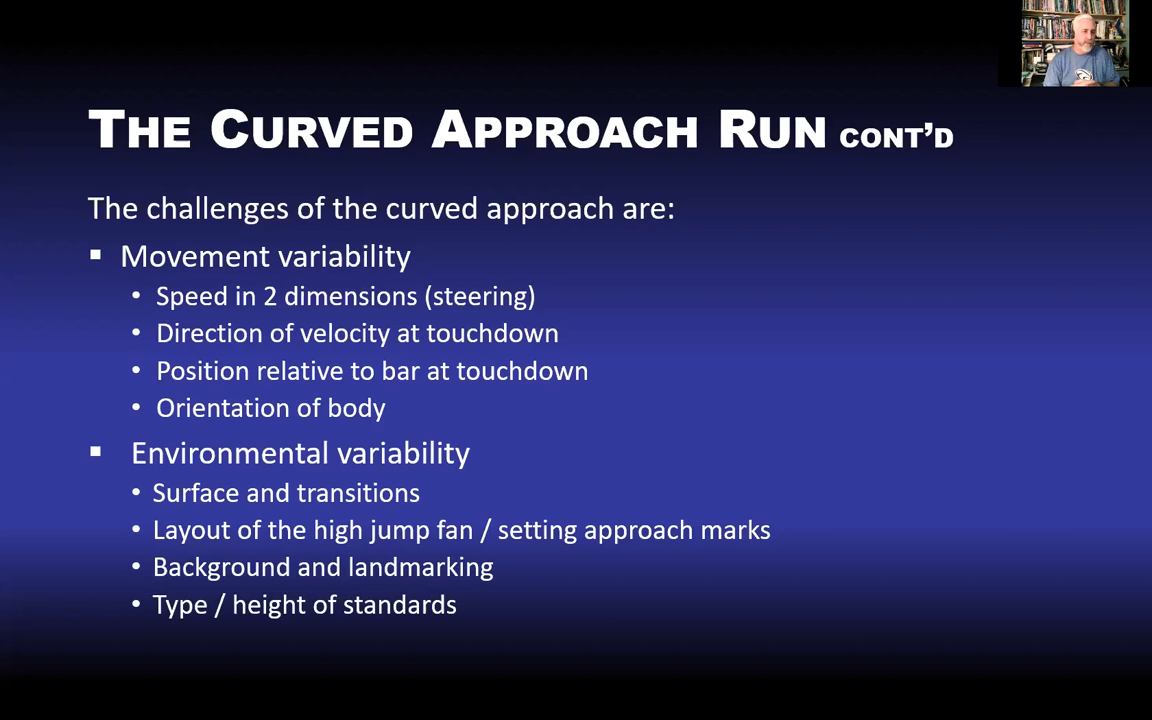 THE CURVED APPROACH RUN CONT'D
The challenges of the curved approach are:
▪ Movement variability
• Speed in 2 dimensions (steering)
• Direction of velocity at touchdown
• Position relative to bar at touchdown
• Orientation of body
▪ Environmental variability
• Surface and transitions
• Layout of the high jump fan / setting approach marks
• Background and landmarking
• Type / height of standards